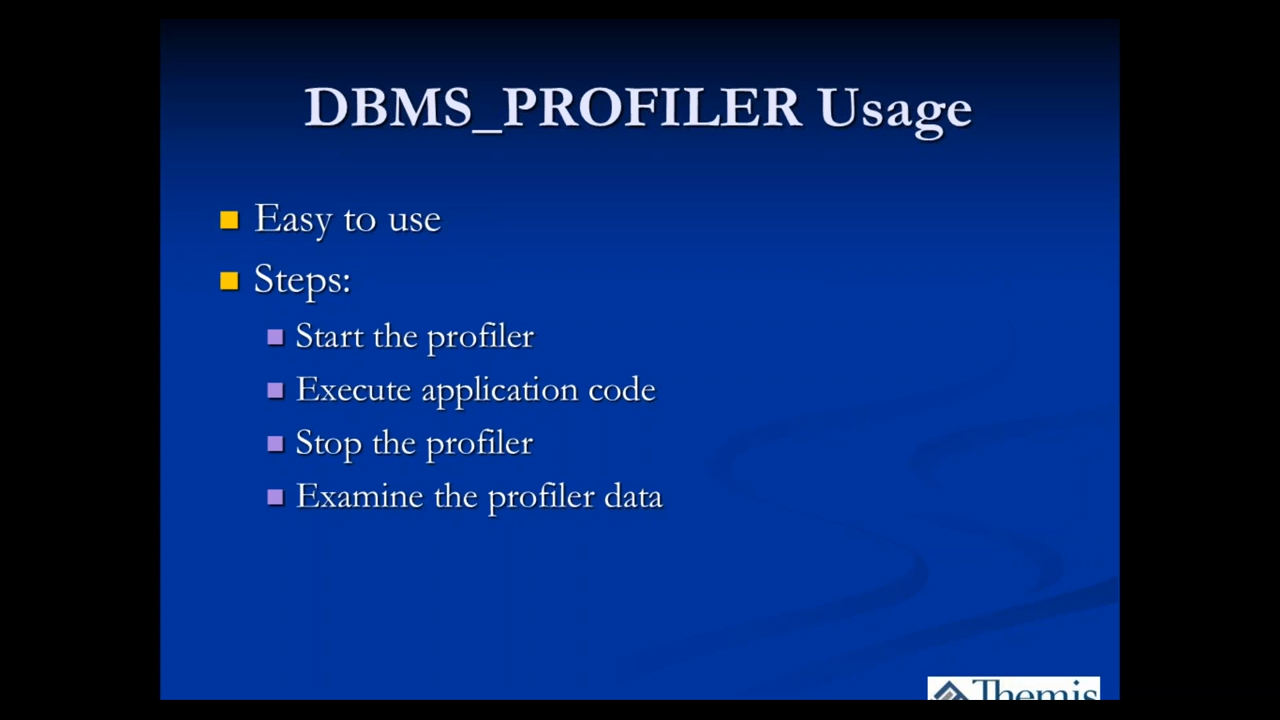 DBMS_PROFILER Usage
Easy to use
Steps:
Start the profiler
Execute application code
Stop the profiler
Examine the profiler data
Themis